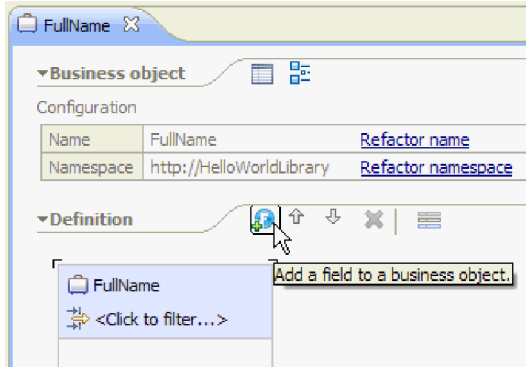 FullName
Business object
Configuration
Name FullName Refactor name
Namespace http://HelloWorldLibrary Refactor namespace
Definition
Add a field to a business object.
FullName
<Click to filter...>